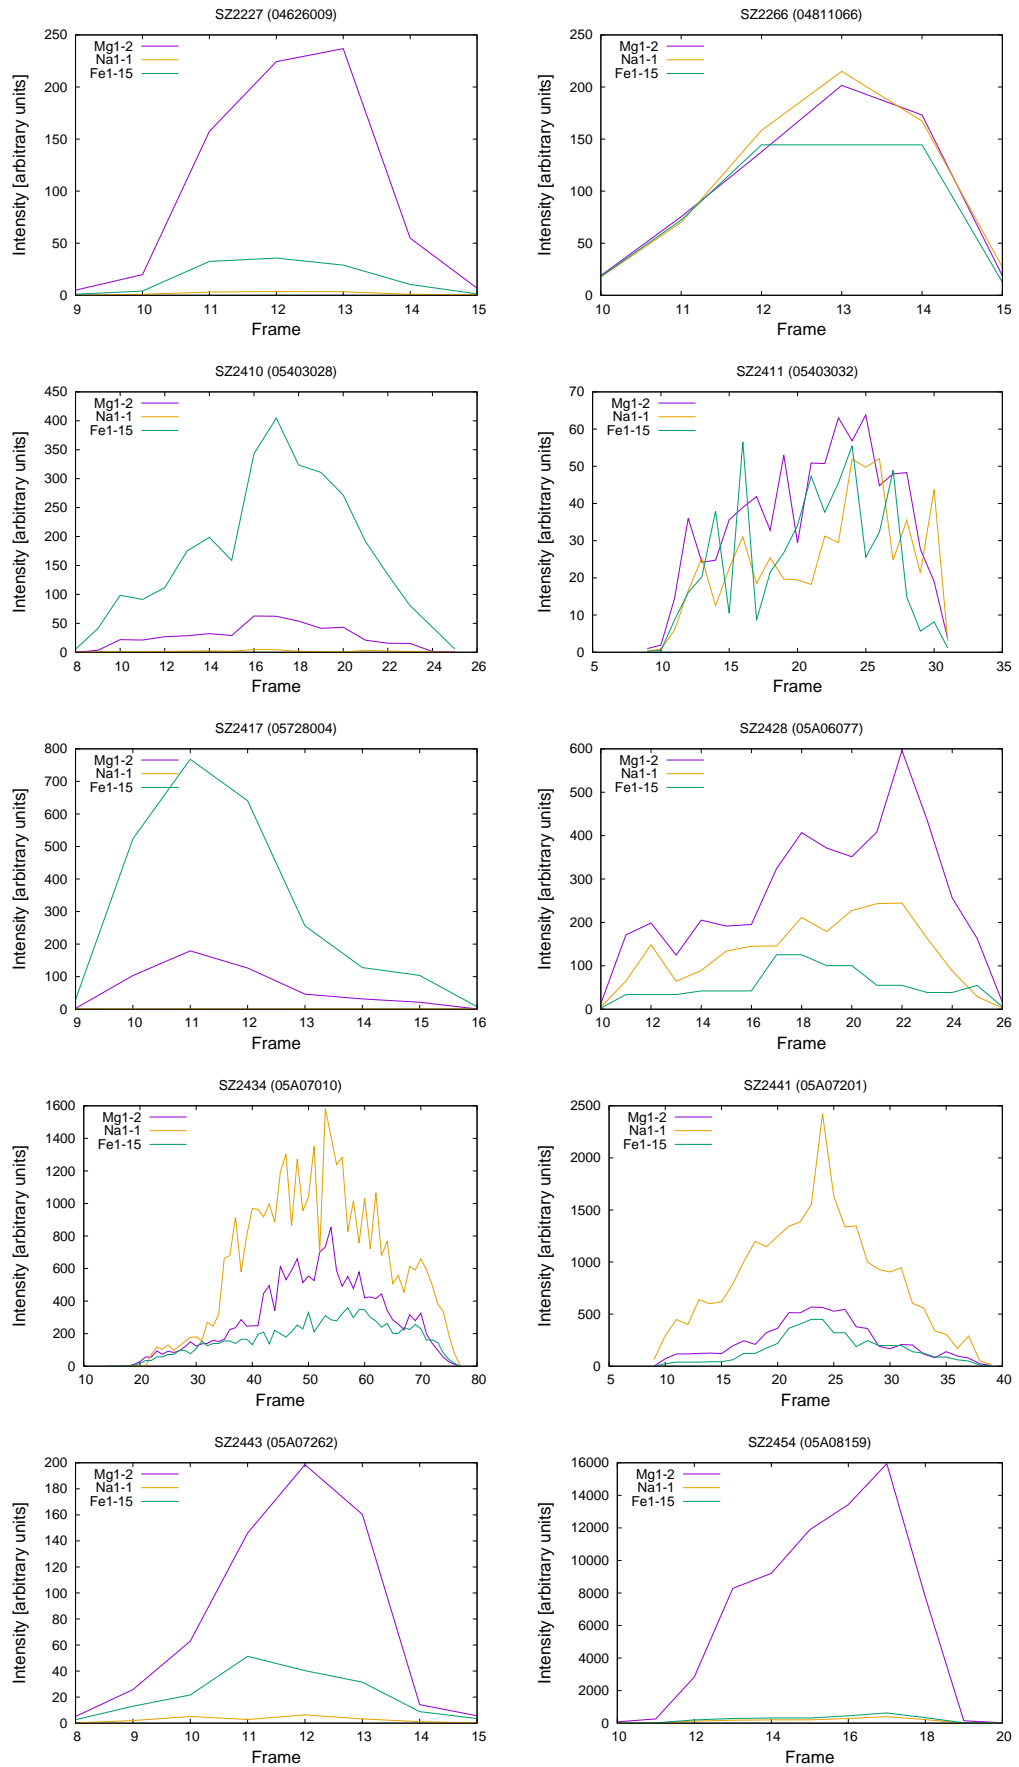 SZ2227 (04626009)
250
200
150
100
50
0
Intensity [arbitrary units]
Mg1-2
Na1-1
Fe1-15
9 10 11 12 13 14 15
Frame
SZ2266 (04811066)
250
200
150
100
50
0
Intensity [arbitrary units]
Mg1-2
Na1-1
Fe1-15
10 11 12 13 14 15
Frame
SZ2410 (05403028)
450
400
350
300
250
200
150
100
50
0
Intensity [arbitrary units]
Mg1-2
Na1-1
Fe1-15
8 10 12 14 16 18 20 22 24 26
Frame
SZ2411 (05403032)
70
60
50
40
30
20
10
0
Intensity [arbitrary units]
Mg1-2
Na1-1
Fe1-15
5 10 15 20 25 30 35
Frame
SZ2417 (05728004)
800
700
600
500
400
300
200
100
0
Intensity [arbitrary units]
Mg1-2
Na1-1
Fe1-15
9 10 11 12 13 14 15 16
Frame
SZ2428 (05A06077)
600
500
400
300
200
100
0
Intensity [arbitrary units]
Mg1-2
Na1-1
Fe1-15
10 12 14 16 18 20 22 24 26
Frame
SZ2434 (05A07010)
1600
1400
1200
1000
800
600
400
200
0
Intensity [arbitrary units]
Mg1-2
Na1-1
Fe1-15
10 20 30 40 50 60 70 80
Frame
SZ2441 (05A07201)
2500
2000
1500
1000
500
0
Intensity [arbitrary units]
Mg1-2
Na1-1
Fe1-15
5 10 15 20 25 30 35 40
Frame
SZ2443 (05A07262)
200
180
160
140
120
100
80
60
40
20
0
Intensity [arbitrary units]
Mg1-2
Na1-1
Fe1-15
8 9 10 11 12 13 14 15
Frame
SZ2454 (05A08159)
16000
14000
12000
10000
8000
6000
4000
2000
0
Intensity [arbitrary units]
Mg1-2
Na1-1
Fe1-15
10 12 14 16 18 20
Frame